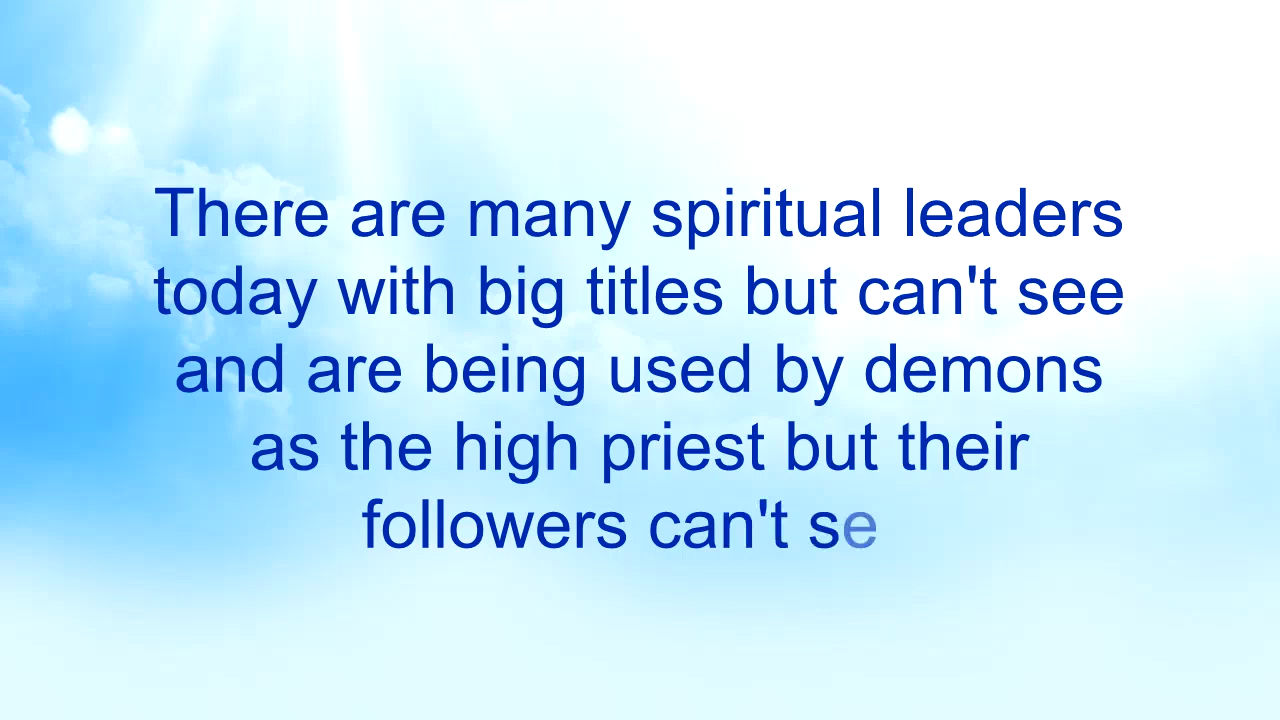 There are many spiritual leaders
today with big titles but can't see
and are being used by demons
as the high priest but their
followers can't se